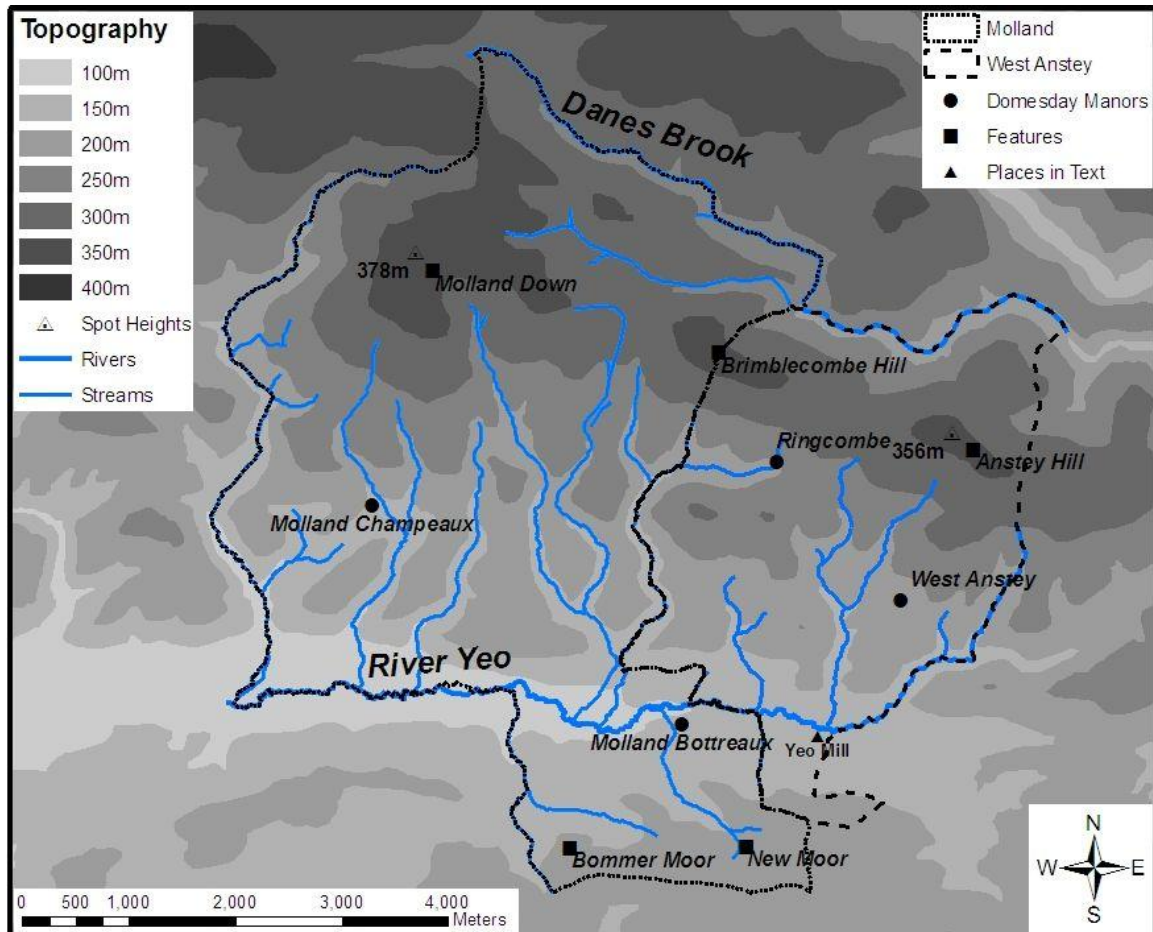 Topography
100m
150m
200m
250m
300m
350m
400m
Spot Heights
Rivers
Streams
Molland
West Anstey
Domesday Manors
Features
Places in Text
Danes Brook
378m
Molland Down
Brimblecombe Hill
Ringcombe
356m
Anstey Hill
Molland Champeaux
West Anstey
River Yeo
Molland Bottreaux
Yeo Mill
Bommer Moor
New Moor
0 500 1,000 2,000 3,000 4,000
Meters
N
W E
S